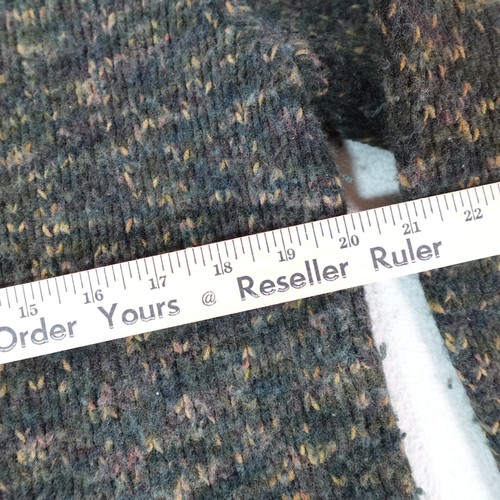 15 16 17 18 19 20 21 22
Order Yours @ Reseller Ruler